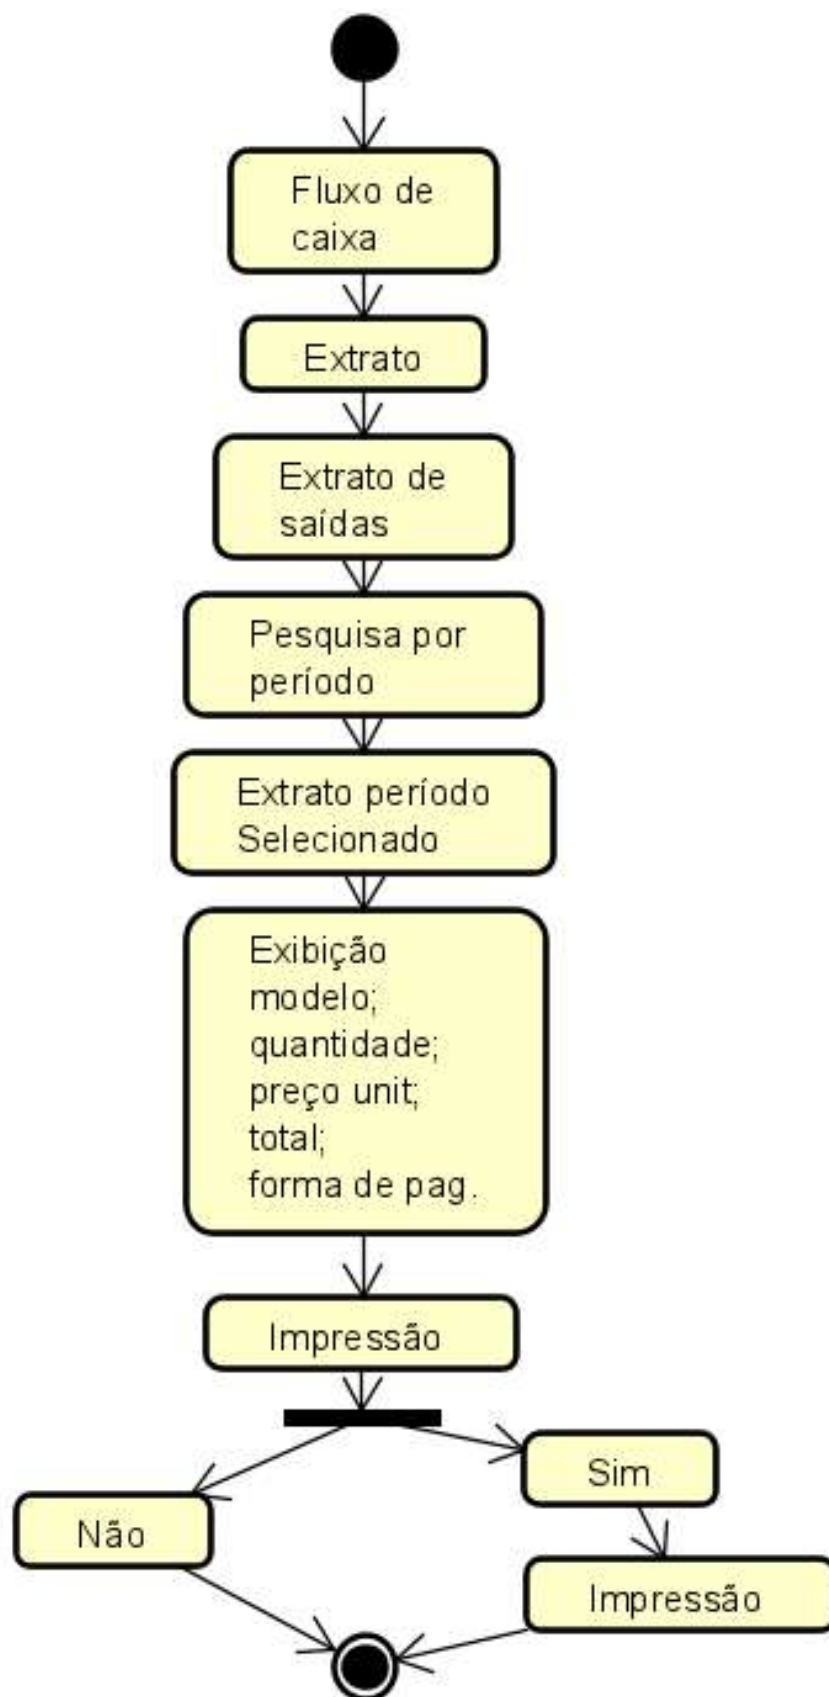 Fluxo de
caixa
Extrato
Extrato de
saídas
Pesquisa por
período
Extrato período
Selecionado
Exibição
modelo;
quantidade;
preço unit;
total;
forma de pag.
Impressão
Sim
Não
Impressão